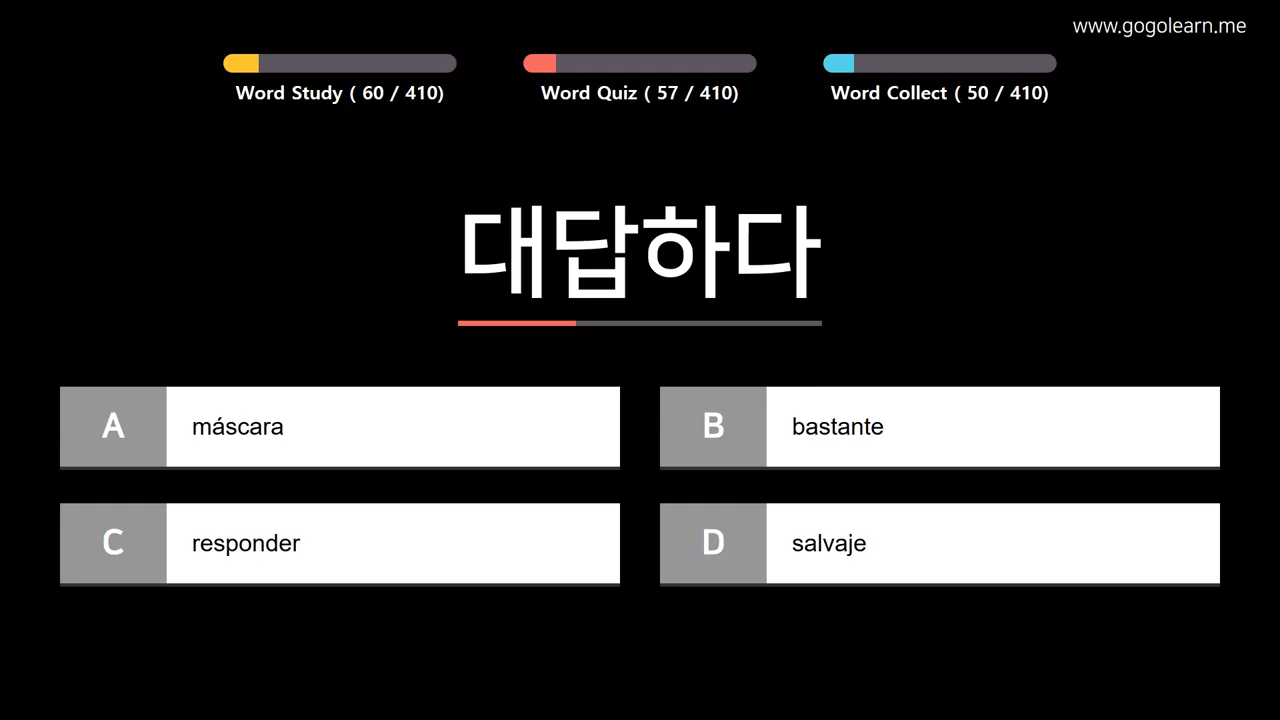 www.gogolearn.me
Word Study ( 60 / 410)
Word Quiz ( 57 / 410)
Word Collect ( 50 / 410)
대답하다
A máscara
B bastante
C responder
D salvaje